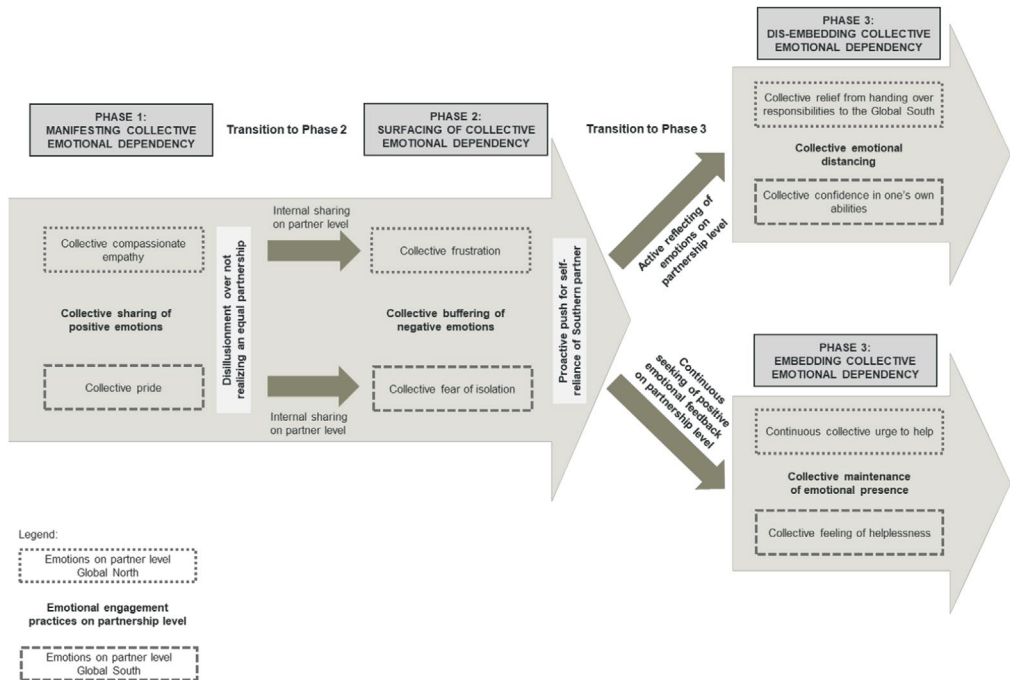 PHASE 1:
MANIFESTING COLLECTIVE
EMOTIONAL DEPENDENCY
Transition to Phase 2
PHASE 2:
SURFACING OF COLLECTIVE
EMOTIONAL DEPENDENCY
Transition to Phase 3
PHASE 3:
DIS-EMBEDDING COLLECTIVE
EMOTIONAL DEPENDENCY
Collective compassionate
empathy
Collective sharing of
positive emotions
Collective pride
Disillusionment over not
realizing an equal partnership
Internal sharing
on partner level
Internal sharing
on partner level
Collective frustration
Collective buffering of
negative emotions
Collective fear of isolation
Proactive push for self-
reliance of Southern partner
Active reflecting of
emotions on
partnership level
Continuous
seeking of positive
emotional feedback
on partnership level
Collective relief from handing over
responsibilities to the Global South
Collective emotional
distancing
Collective confidence in one's own
abilities
PHASE 3:
EMBEDDING COLLECTIVE
EMOTIONAL DEPENDENCY
Continuous collective urge to help
Collective maintenance
of emotional presence
Collective feeling of helplessness
Legend:
Emotions on partner level
Global North
Emotional engagement
practices on partnership level
Emotions on partner level
Global South